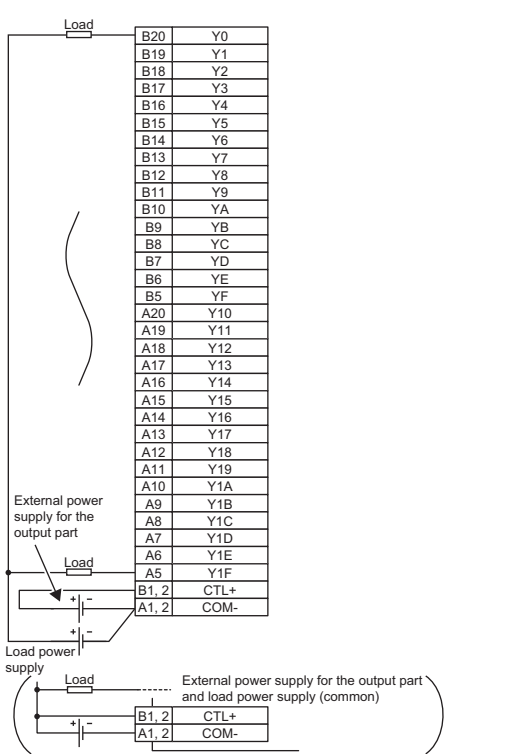 Load
B20 Y0
B19 Y1
B18 Y2
B17 Y3
B16 Y4
B15 Y5
B14 Y6
B13 Y7
B12 Y8
B11 Y9
B10 YA
B9 YB
B8 YC
B7 YD
B6 YE
B5 YF
A20 Y10
A19 Y11
A18 Y12
A17 Y13
A16 Y14
A15 Y15
A14 Y16
A13 Y17
A12 Y18
A11 Y19
A10 Y1A
A9 Y1B
A8 Y1C
A7 Y1D
A6 Y1E
A5 Y1F
B1, 2 CTL+
A1, 2 COM-
External power
supply for the
output part
Load
+ -
+ -
Load power
supply
Load
External power supply for the output part
and load power supply (common)
B1, 2 CTL+
A1, 2 COM-
+ -